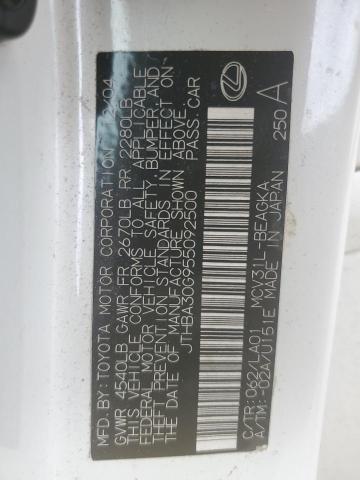 MFD.BY:TOYOTA MOTOR CORPORATION 12/04
GVWR 4540LB GAWR FR 2670LB RR 2280LB
THIS VEHICLE CONFORMS TO ALL APPLICABLE
FEDERAL MOTOR VEHICLE SAFETY, BUMPER, AND
THEFT PREVENTION STANDARDS IN EFFECT ON
THE DATE OF MANUFACTURE SHOWN ABOVE.
JTHBA30G955092500 PASS.CAR
C/TR:062/LA01 MCV31L-BEAGKA
A/TM:-02A/U151E MADE IN JAPAN
250 A